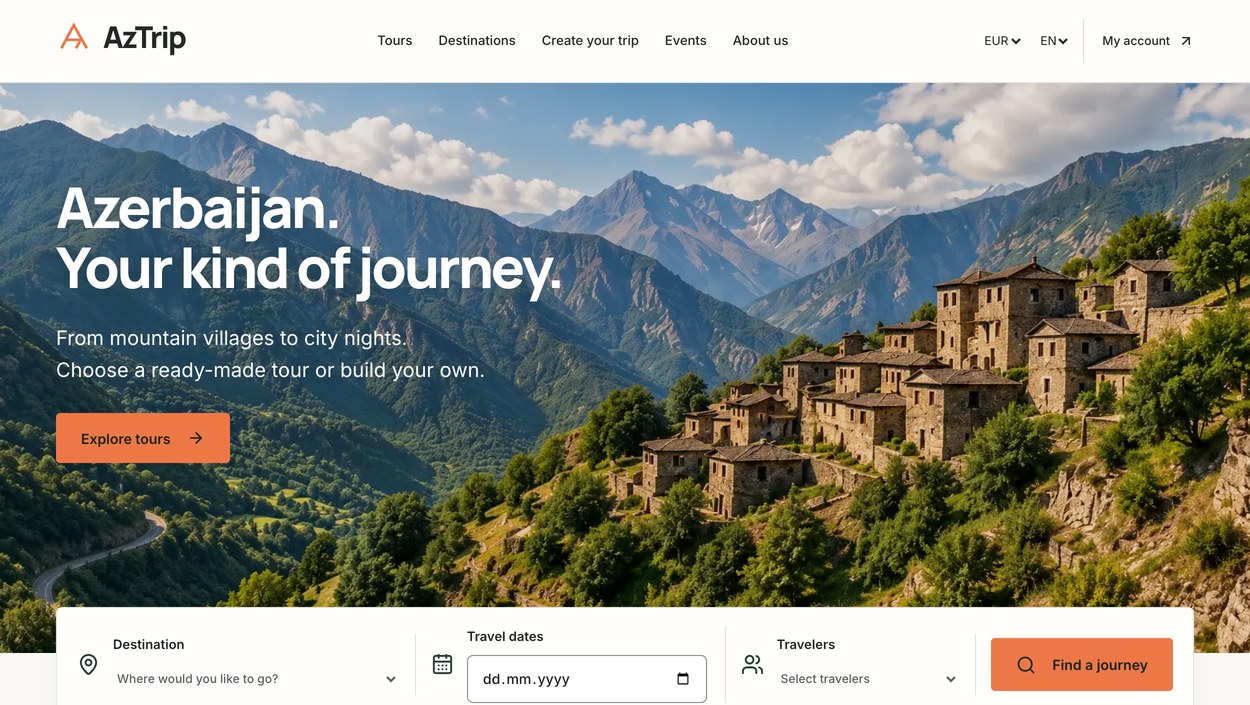 AzTrip
Tours
Destinations
Create your trip
Events
About us
EUR
EN
My account
Azerbaijan.
Your kind of journey.
From mountain villages to city nights.
Choose a ready-made tour or build your own.
Explore tours
Destination
Where would you like to go?
Travel dates
dd.mm.yyyy
Travelers
Select travelers
Find a journey